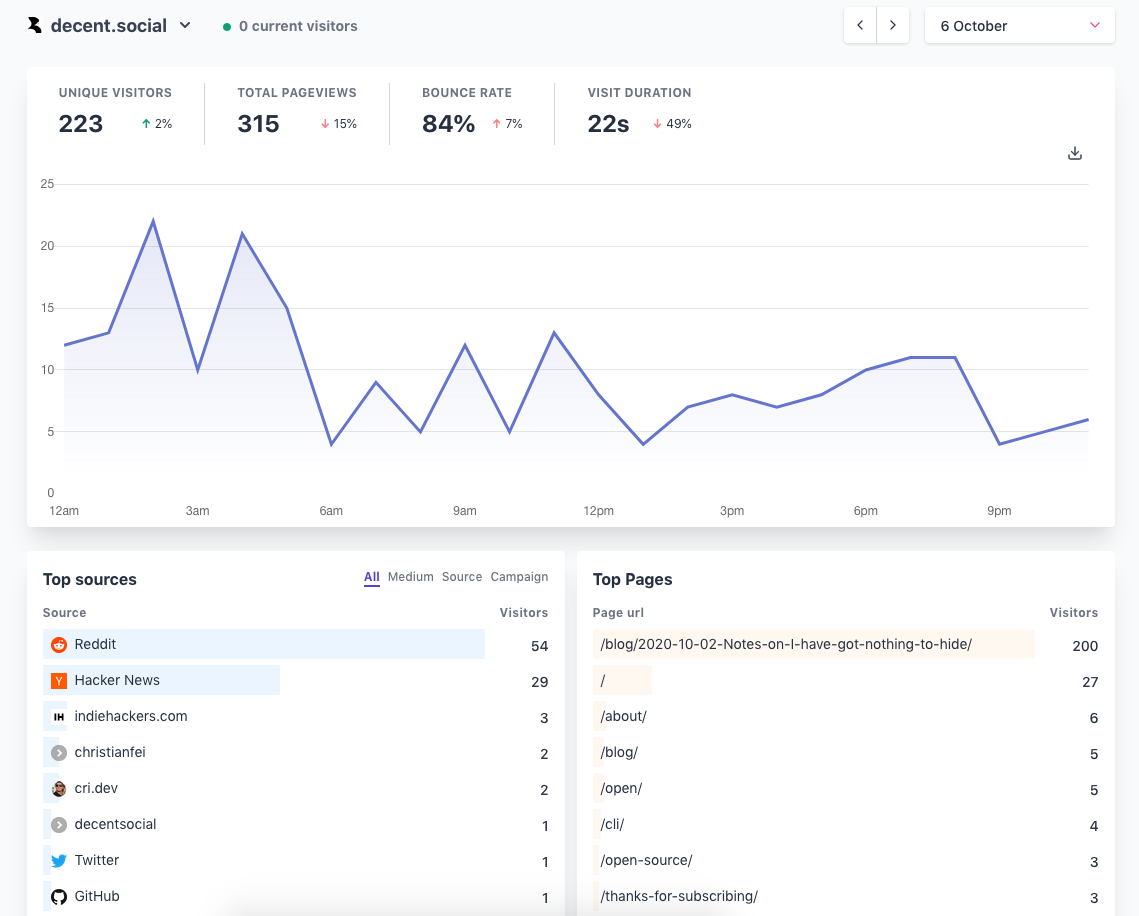 decent.social
0 current visitors
6 October
UNIQUE VISITORS
223
2%
TOTAL PAGEVIEWS
315
15%
BOUNCE RATE
84%
7%
VISIT DURATION
22s
49%
25
20
15
10
5
0
12am 3am 6am 9am 12pm 3pm 6pm 9pm
Top sources
All Medium Source Campaign
Source Visitors
Reddit 54
Y Hacker News 29
IH indiehackers.com 3
christianfei 2
cri.dev 2
decentsocial 1
Twitter 1
GitHub 1
Top Pages
Page url Visitors
/blog/2020-10-02-Notes-on-I-have-got-nothing-to-hide/ 200
/ 27
/about/ 6
/blog/ 5
/open/ 5
/cli/ 4
/open-source/ 3
/thanks-for-subscribing/ 3